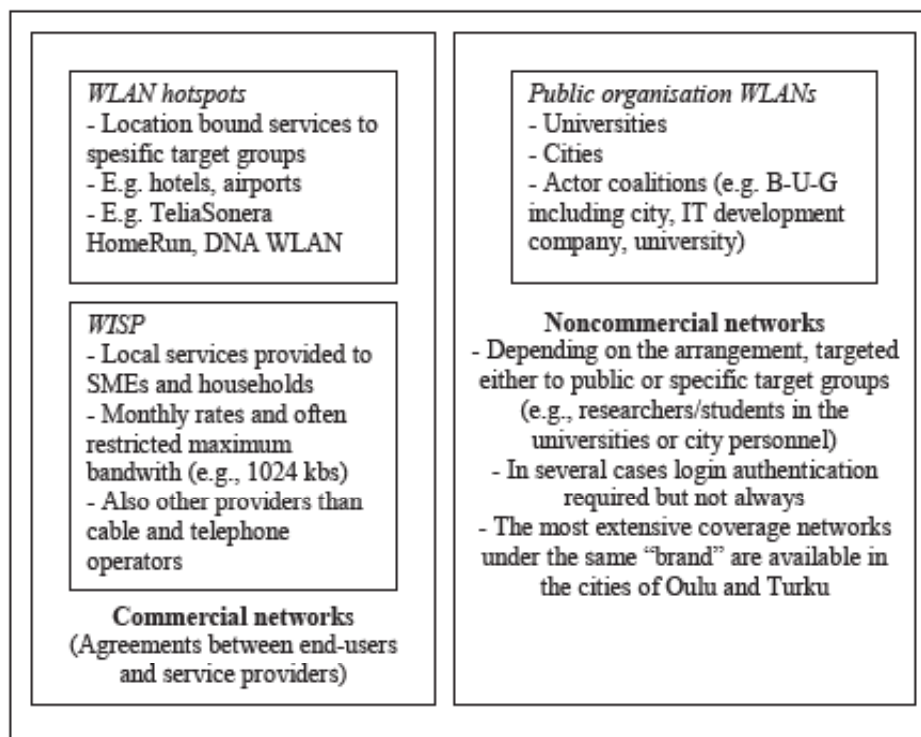 WLAN hotspots
- Location bound services to
spesific target groups
- E.g. hotels, airports
- E.g. TeliaSonera
HomeRun, DNA WLAN
WISP
- Local services provided to
SMEs and households
- Monthly rates and often
restricted maximum
bandwith (e.g., 1024 kbs)
- Also other providers than
cable and telephone
operators
Commercial networks
(Agreements between end-users
and service providers)
Public organisation WLANs
- Universities
- Cities
- Actor coalitions (e.g. B-U-G
including city, IT development
company, university)
Noncommercial networks
- Depending on the arrangement, targeted
either to public or specific target groups
(e.g., researchers/students in the
universities or city personnel)
- In several cases login authentication
required but not always
- The most extensive coverage networks
under the same “brand” are available in
the cities of Oulu and Turku